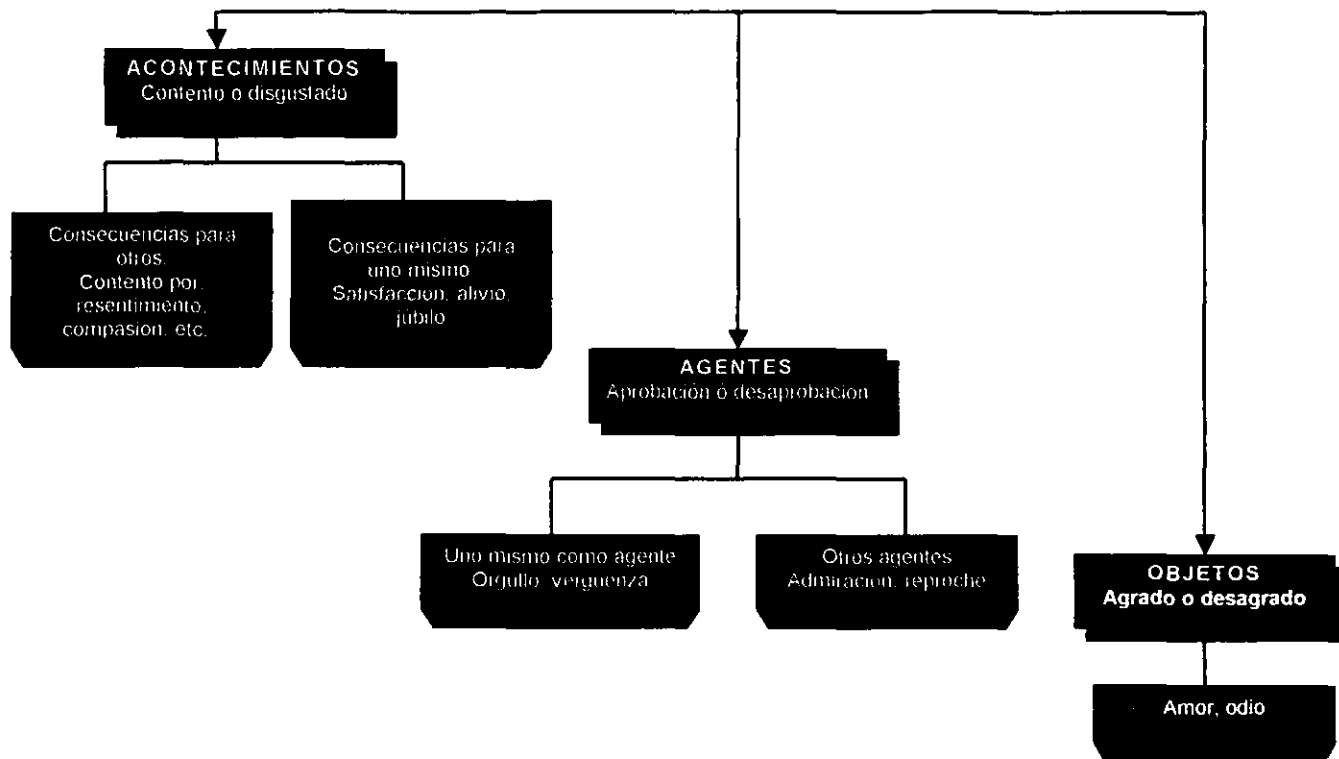 ACONTECIMIENTOS
Contento o disgustado
Consecuencias para
otros.
Contento por,
resentimiento,
compasion, etc.
Consecuencias para
uno mismo
Satisfaccion, alivio,
júbilo
AGENTES
Aprobación ó desaprobacion
Uno mismo como agente
Orgullo, verguenza
Otros agentes
Admiracion, reproche
OBJETOS
Agrado o desagrado
Amor, odio